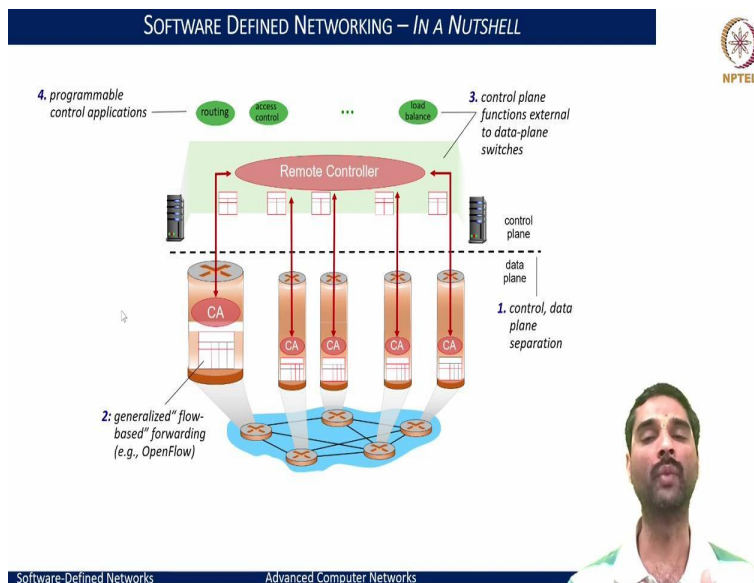 SOFTWARE DEFINED NETWORKING – IN A NUTSHELL
NPTEL
4. programmable
control applications
routing
access
control
...
load
balance
3. control plane
functions external
to data-plane
switches
Remote Controller
control
plane
data
plane
CA
CA
CA
CA
CA
1. control, data
plane
separation
2: generalized" flow-
based" forwarding
(e.g., OpenFlow)
Software-Defined Networks
Advanced Computer Networks